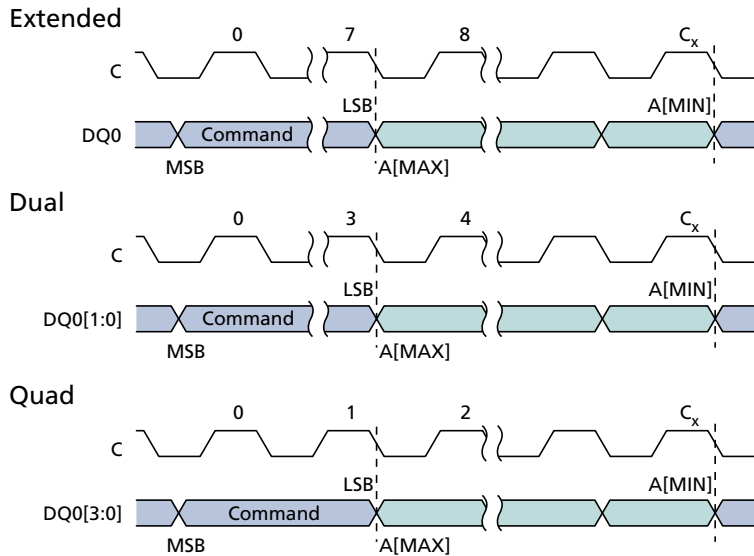 Extended
0 7 8 Cx
C
LSB A[MIN]
DQ0 Command
MSB A[MAX]
Dual
0 3 4 Cx
C
LSB A[MIN]
DQ0[1:0] Command
MSB A[MAX]
Quad
0 1 2 Cx
C
LSB A[MIN]
DQ0[3:0] Command
MSB A[MAX]